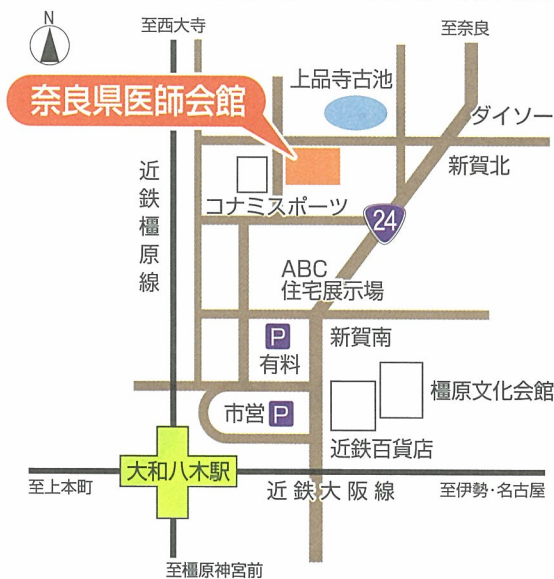 N
至西大寺
至奈良
上品寺古池
奈良県医師会館
ダイソー
新賀北
近鉄橿原線
コナミスポーツ
24
ABC
住宅展示場
P
有料
新賀南
橿原文化会館
市営P
近鉄百貨店
大和八木駅
至上本町
近鉄大阪線
至伊勢・名古屋
至橿原神宮前